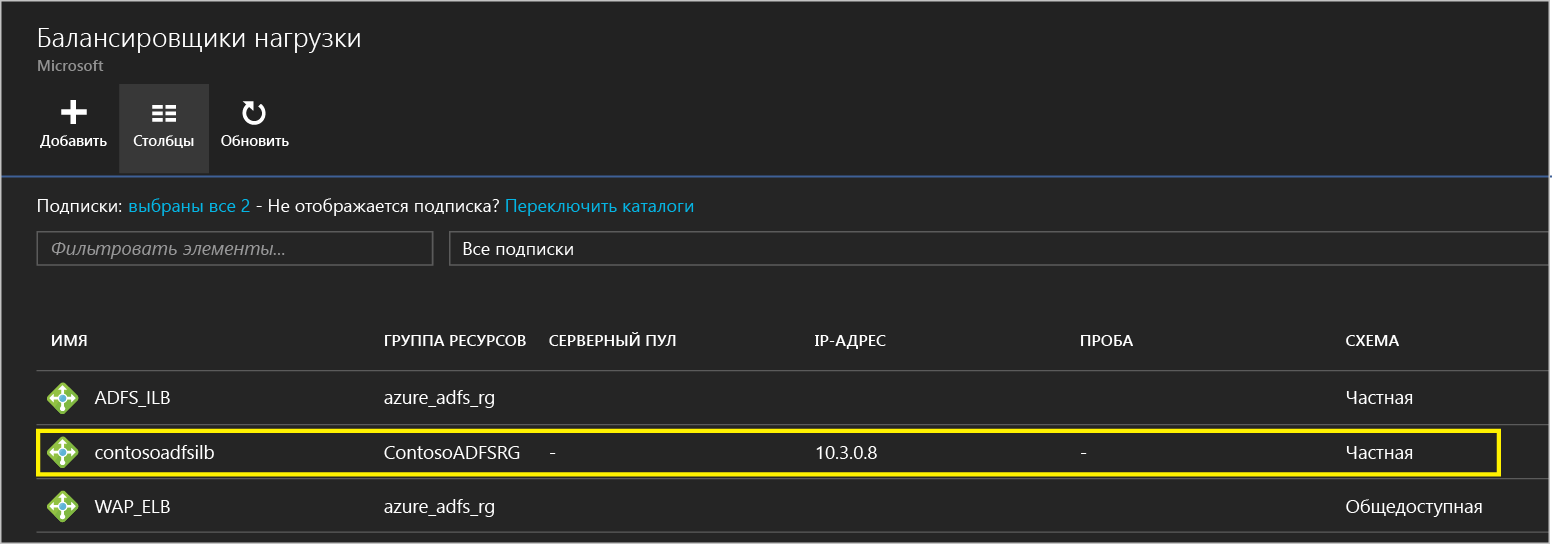 Балансировщики нагрузки
Microsoft
Добавить Столбцы Обновить
Подписки: выбраны все 2 - Не отображается подписка? Переключить каталоги
Фильтровать элементы... Все подписки
ИМЯ ГРУППА РЕСУРСОВ СЕРВЕРНЫЙ ПУЛ IP-АДРЕС ПРОБА СХЕМА
ADFS_ILB azure_adfs_rg Частная
contosoadfsilb ContosoADFSRG - 10.3.0.8 - Частная
WAP_ELB azure_adfs_rg Общедоступная